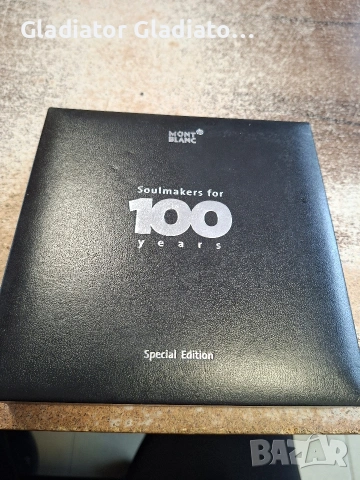 Gladiator Gladiato...
MONT
BLANC
Soulmakers for
100
years
Special Edition
BAZAR